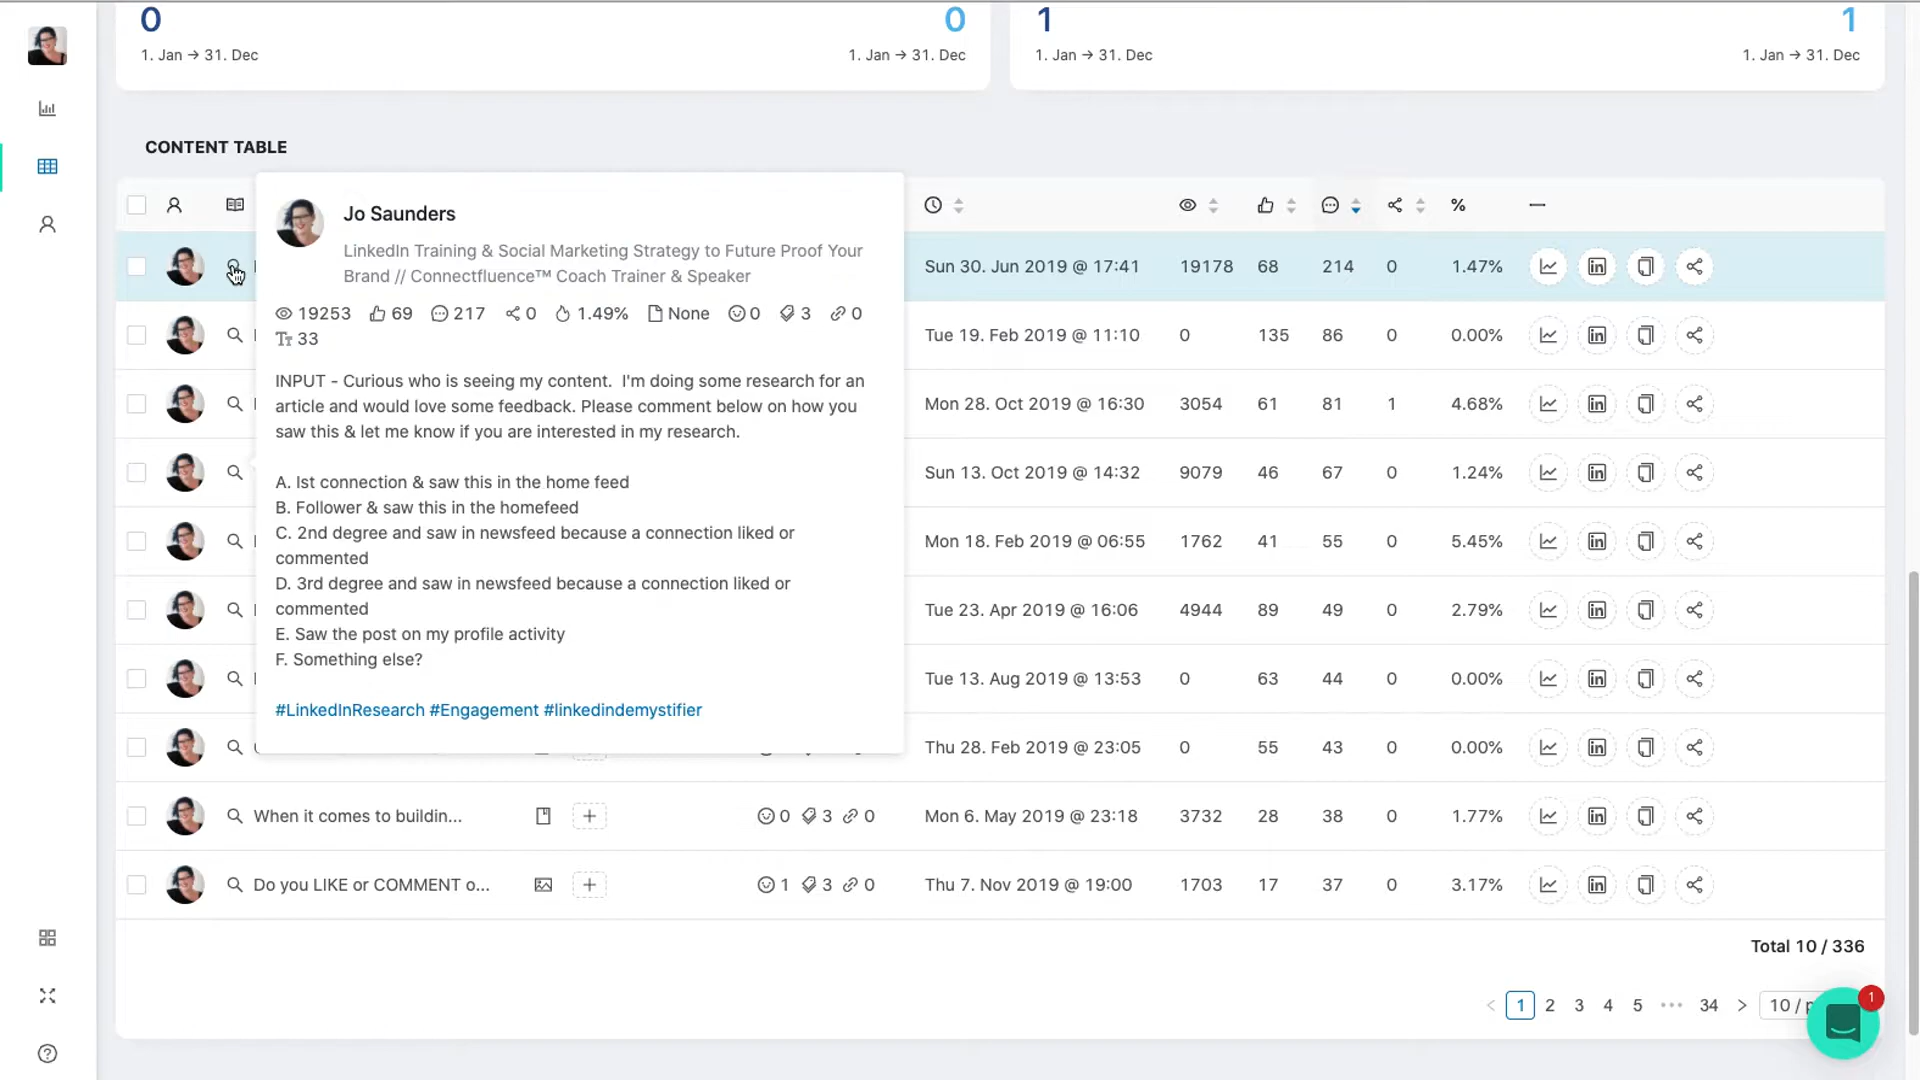 0 0
1. Jan → 31. Dec 1. Jan → 31. Dec
1 1
1. Jan → 31. Dec 1. Jan → 31. Dec
CONTENT TABLE
%
Jo Saunders
LinkedIn Training & Social Marketing Strategy to Future Proof Your
Brand // Connectfluence™ Coach Trainer & Speaker
19253 69 217 0 1.49% None 0 3 0
Tт 33
INPUT - Curious who is seeing my content. I'm doing some research for an
article and would love some feedback. Please comment below on how you
saw this & let me know if you are interested in my research.
A. Ist connection & saw this in the home feed
B. Follower & saw this in the homefeed
C. 2nd degree and saw in newsfeed because a connection liked or
commented
D. 3rd degree and saw in newsfeed because a connection liked or
commented
E. Saw the post on my profile activity
F. Something else?
#LinkedInResearch #Engagement #linkedindemystifier
Sun 30. Jun 2019 @ 17:41 19178 68 214 0 1.47%
Tue 19. Feb 2019 @ 11:10 0 135 86 0 0.00%
Mon 28. Oct 2019 @ 16:30 3054 61 81 1 4.68%
Sun 13. Oct 2019 @ 14:32 9079 46 67 0 1.24%
Mon 18. Feb 2019 @ 06:55 1762 41 55 0 5.45%
Tue 23. Apr 2019 @ 16:06 4944 89 49 0 2.79%
Tue 13. Aug 2019 @ 13:53 0 63 44 0 0.00%
Thu 28. Feb 2019 @ 23:05 0 55 43 0 0.00%
When it comes to buildin... 0 3 0 Mon 6. May 2019 @ 23:18 3732 28 38 0 1.77%
Do you LIKE or COMMENT o... 1 3 0 Thu 7. Nov 2019 @ 19:00 1703 17 37 0 3.17%
Total 10 / 336
< 1 2 3 4 5 ••• 34 > 10 /
1